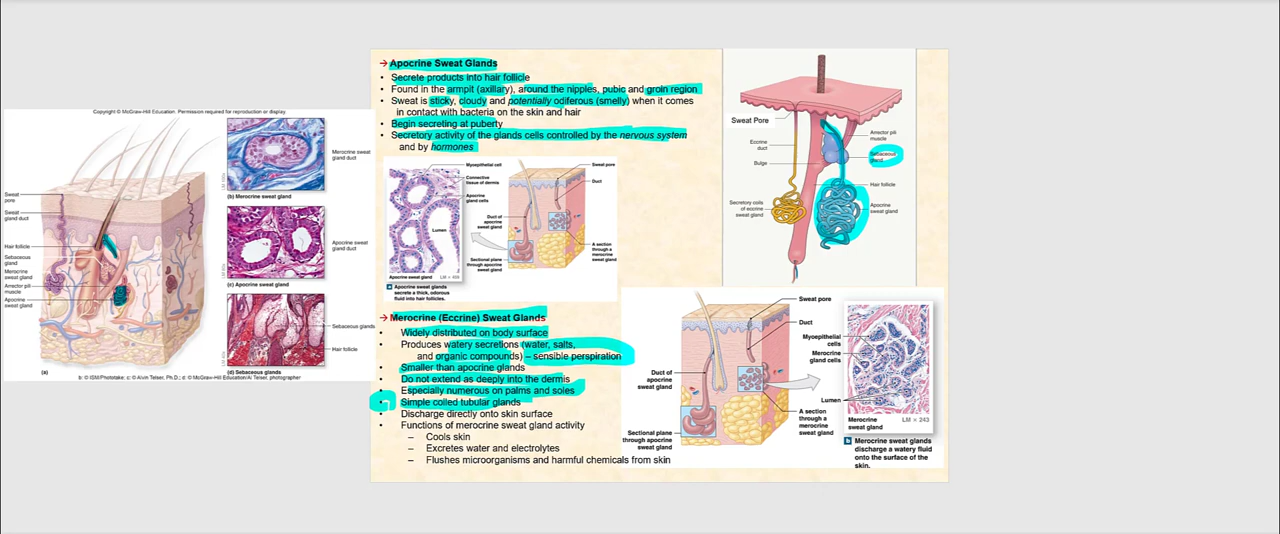 Copyright © McGraw-Hill Education. Permission required for reproduction or display
Sweat
pore
Sweat
gland duct
Hair follicle
Sebaceous
gland
Merocrine
sweat gland
Arrector pili
muscle
Apocrine
sweat gland
(a)
Merocrine sweat
gland duct
(b) Merocrine sweat gland
Apocrine sweat
gland duct
(c) Apocrine sweat gland
Sebaceous glands
Hair follicle
(d) Sebaceous glands
b: © ISM/Phototake; c: © Alvin Telser, Ph.D.; d: © McGraw-Hill Education/Al Telser, photographer
→ Apocrine Sweat Glands
• Secrete products into hair follicle
• Found in the armpit (axillary), around the nipples, pubic and groin region
• Sweat is sticky, cloudy and potentially odiferous (smelly) when it comes
in contact with bacteria on the skin and hair
• Begin secreting at puberty
• Secretory activity of the glands cells controlled by the nervous system
and by hormones
Myoepithelial cell
Connective
tissue of dermis
Apocrine
gland cells
Lumen
Apocrine sweat gland
a Apocrine sweat glands
secrete a thick, odorous
fluid into hair follicles.
Sweat pore
Duct
Duct of
apocrine
sweat gland
Sectional plane
through apocrine
sweat gland
A section
through a
merocrine
sweat gland
Sweat Pore
Eccrine
duct
Bulge
Secretory coils
of eccrine
sweat gland
Arrector pili
muscle
Sebaceous
gland
Hair follicle
Apocrine
sweat gland
→ Merocrine (Eccrine) Sweat Glands
• Widely distributed on body surface
• Produces watery secretions (water, salts,
and organic compounds) – sensible perspiration
• Smaller than apocrine glands
• Do not extend as deeply into the dermis
• Especially numerous on palms and soles
• Simple coiled tubular glands
• Discharge directly onto skin surface
• Functions of merocrine sweat gland activity
– Cools skin
– Excretes water and electrolytes
– Flushes microorganisms and harmful chemicals from skin
Sweat pore
Duct
Myoepithelial
cells
Merocrine
gland cells
Duct of
apocrine
sweat gland
Lumen
A section
through a
merocrine
sweat gland
Sectional plane
through apocrine
sweat gland
Merocrine LM × 243
sweat gland
b Merocrine sweat glands
discharge a watery fluid
onto the surface of the
skin.